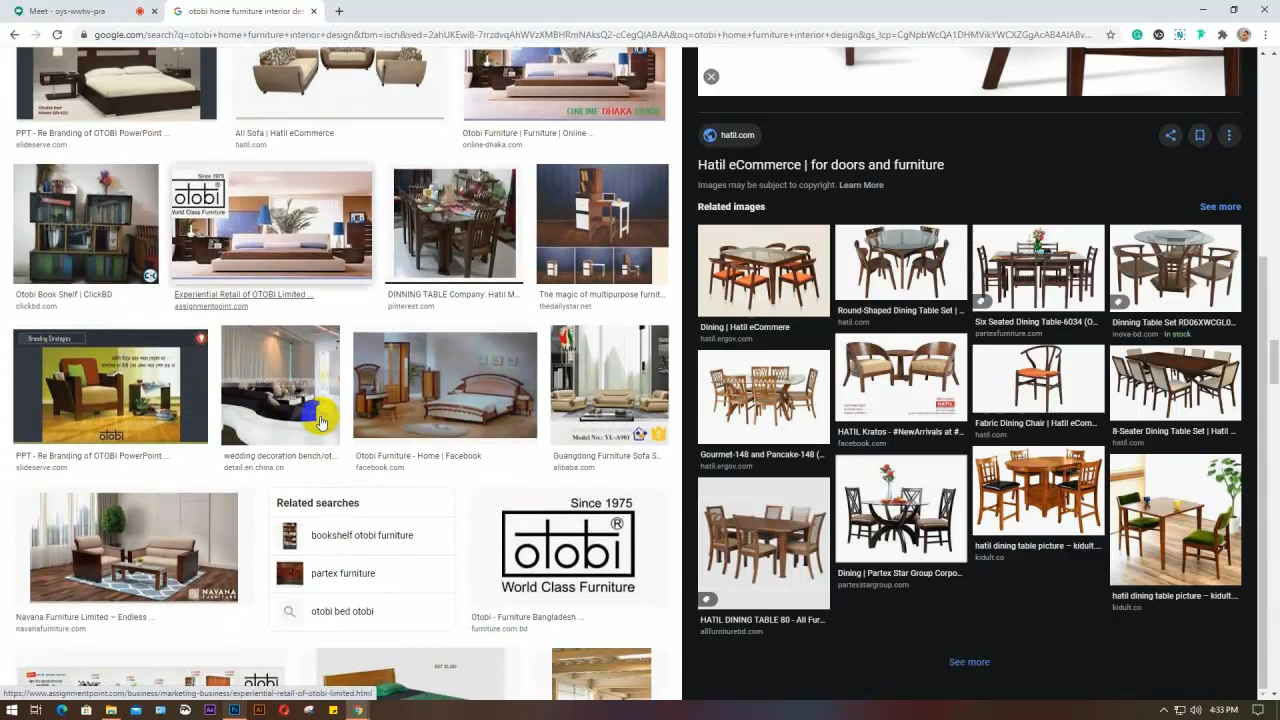 Meet - oys-wwte-pra
otobi home furniture interior de
google.com/search?q=otobi+home+furniture+interior+design&tbm=isch&ved=2ahUKEwi8-7rrzdvqAhWVzXMBHRmNAksQ2-cCegQIABAA&oq=otobi+home+furniture+interior+design&gs_lcp=CgNpbWcQA1DHMVikYWCXZGgAcAB4AIABv...
ONLINE DHAKA GUIDE
PPT - Re Branding of OTOBI PowerPoint ...
slideserve.com
All Sofa | Hatil eCommerce
hatil.com
Otobi Furniture | Furniture | Online ...
online-dhaka.com
Since 1975
otobi
World Class Furniture
Otobi Book Shelf | ClickBD
clickbd.com
Experiential Retail of OTOBI Limited ...
assignmentpoint.com
DINNING TABLE Company: Hatil M...
pinterest.com
The magic of multipurpose furnit...
thedailystar.net
Branding Strategies
otobi
Model No.: YL-A901
PPT - Re Branding of OTOBI PowerPoint ...
slideserve.com
wedding decoration bench/ot...
detail.en.china.cn
Otobi Furniture - Home | Facebook
facebook.com
Guangdong Furniture Sofa S...
alibaba.com
NAVANA
FURNITURE
Navana Furniture Limited – Endless ...
navanafurniture.com
Related searches
bookshelf otobi furniture
partex furniture
otobi bed otobi
Since 1975
otobi®
World Class Furniture
Otobi - Furniture Bangladesh ...
furniture.com.bd
otobi
https://www.assignmentpoint.com/business/marketing-business/experiential-retail-of-otobi-limited.html
hatil.com
Hatil eCommerce | for doors and furniture
Images may be subject to copyright. Learn More
Related images
See more
Dining | Hatil eCommere
hatil.ergov.com
Round-Shaped Dining Table Set | ...
hatil.com
Six Seated Dining Table-6034 (O...
partexfurniture.com
Dinning Table Set RD06XWCGL0...
inova-bd.com · In stock
Gourmet-148 and Pancake-148 (...
hatil.ergov.com
HATIL
HATIL Kratos - #NewArrivals at #...
facebook.com
Fabric Dining Chair | Hatil eCom...
hatil.com
8-Seater Dining Table Set | Hatil ...
hatil.com
HATIL DINING TABLE 80 - All Fur...
allfurniturebd.com
Dining | Partex Star Group Corpo...
partexstargroup.com
hatil dining table picture – kidult....
kidult.co
hatil dining table picture – kidult....
kidult.co
See more
4:33 PM